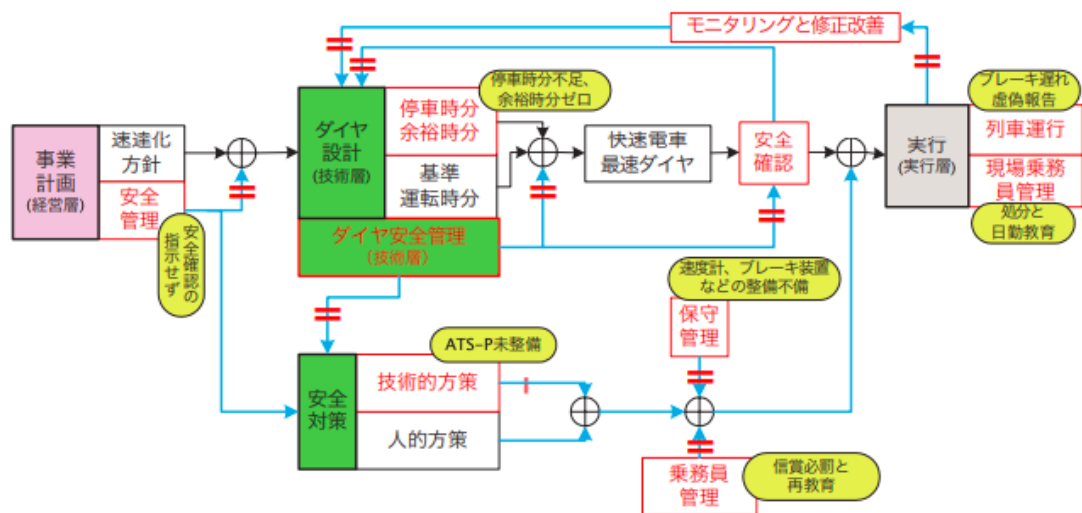 モニタリングと修正改善
停車時分不足、
余裕時分ゼロ
ブレーキ遅れ
虚偽報告
事業
計画
(経営層)
速達化
方針
安全
管理
安全確認の
指示せず
ダイヤ
設計
(技術層)
停車時分
余裕時分
基準
運転時分
ダイヤ安全管理
(技術層)
快速電車
最速ダイヤ
安全
確認
実行
(実行層)
列車運行
現場乗務
員管理
処分と
日勤教育
速度計、ブレーキ装置
などの整備不備
保守
管理
ATS-P未整備
安全
対策
技術的方策
人的方策
乗務員
管理
信賞必罰と
再教育